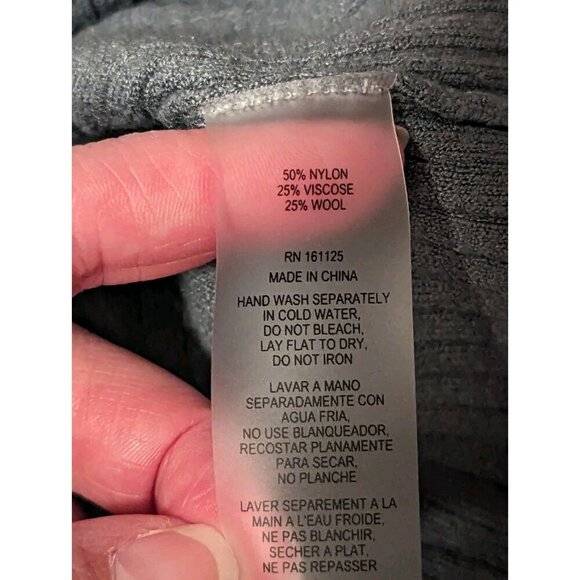 50% NYLON
25% VISCOSE
25% WOOL
RN 161125
MADE IN CHINA
HAND WASH SEPARATELY
IN COLD WATER,
DO NOT BLEACH,
LAY FLAT TO DRY,
DO NOT IRON
LAVAR A MANO
SEPARADAMENTE CON
AGUA FRIA,
NO USE BLANQUEADOR,
RECOSTAR PLANAMENTE
PARA SECAR,
NO PLANCHE
LAVER SEPAREMENT A LA
MAIN A L'EAU FROIDE,
NE PAS BLANCHIR,
SECHER A PLAT,
NE PAS REPASSER